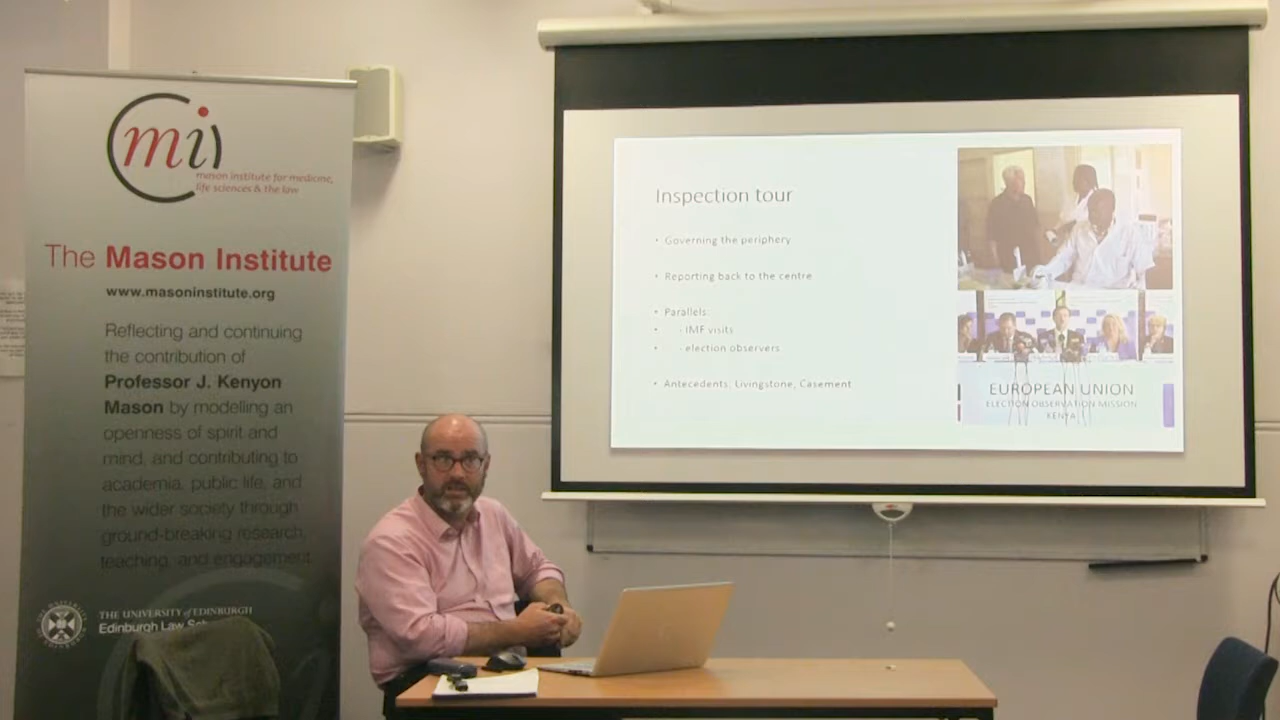 mi
mason institute for medicine,
life sciences & the law
The Mason Institute
www.masoninstitute.org
Reflecting and continuing
the contribution of
Professor J. Kenyon
Mason by modelling an
openness of spirit and
mind, and contributing to
academia, public life, and
the wider society through
ground-breaking research,
teaching, and engagement.
THE UNIVERSITY of EDINBURGH
Edinburgh Law
Inspection tour
• Governing the periphery
• Reporting back to the centre
• Parallels:
• - IMF visits
• - election observers
• Antecedents: Livingstone, Casement
EUROPEAN UNION
ELECTION OBSERVATION MISSION
KENYA